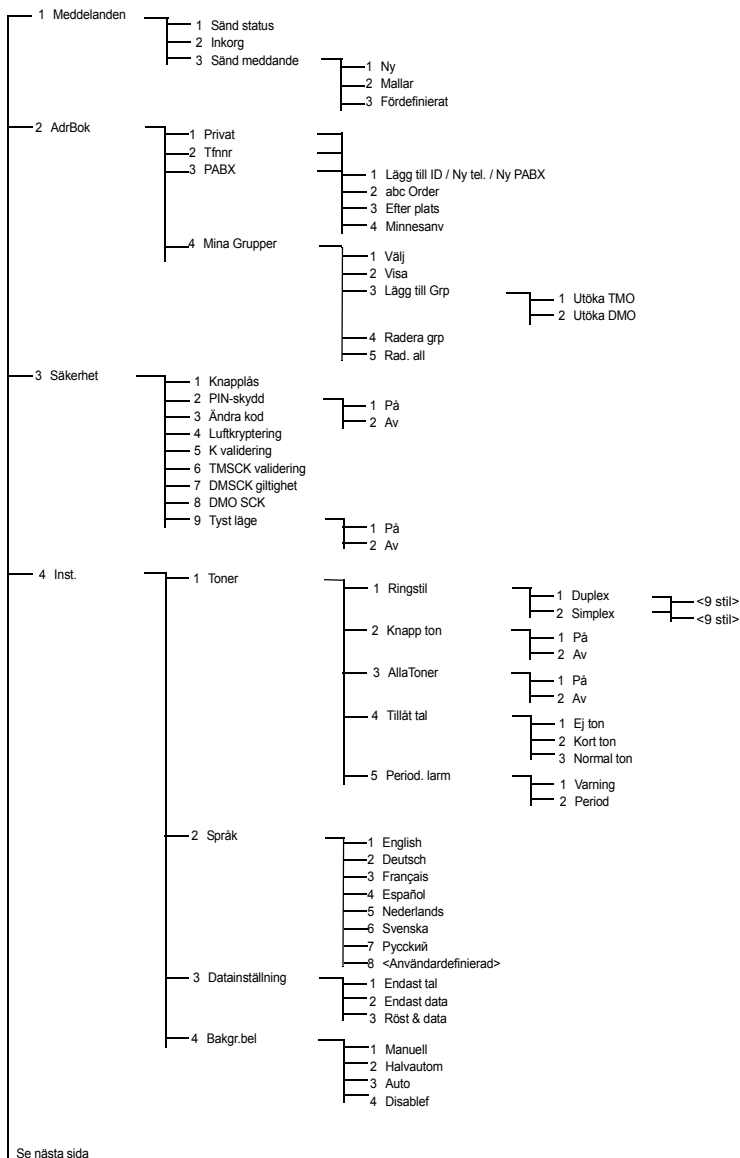 1 Meddelanden
1 Sänd status
2 Inkorg
3 Sänd meddande
1 Ny
2 Mallar
3 Fördefinierat
2 AdrBok
1 Privat
2 Tfnnr
3 PABX
1 Lägg till ID / Ny tel. / Ny PABX
2 abc Order
3 Efter plats
4 Minnesanv
4 Mina Grupper
1 Välj
2 Visa
3 Lägg till Grp
1 Utöka TMO
2 Utöka DMO
4 Radera grp
5 Rad. all
3 Säkerhet
1 Knapplås
2 PIN-skydd
1 På
2 Av
3 Ändra kod
4 Luftkryptering
5 K validering
6 TMSCK validering
7 DMSCK giltighet
8 DMO SCK
9 Tyst läge
1 På
2 Av
4 Inst.
1 Toner
1 Ringstil
1 Duplex
<9 stil>
2 Simplex
<9 stil>
2 Knapp ton
1 På
2 Av
3 AllaToner
1 På
2 Av
4 Tillåt tal
1 Ej ton
2 Kort ton
3 Normal ton
5 Period. larm
1 Varning
2 Period
2 Språk
1 English
2 Deutsch
3 Français
4 Español
5 Nederlands
6 Svenska
7 Русский
8 <Användardefinierad>
3 Datainställning
1 Endast tal
2 Endast data
3 Röst & data
4 Bakgr.bel
1 Manuell
2 Halvautom
3 Auto
4 Disablef
Se nästa sida